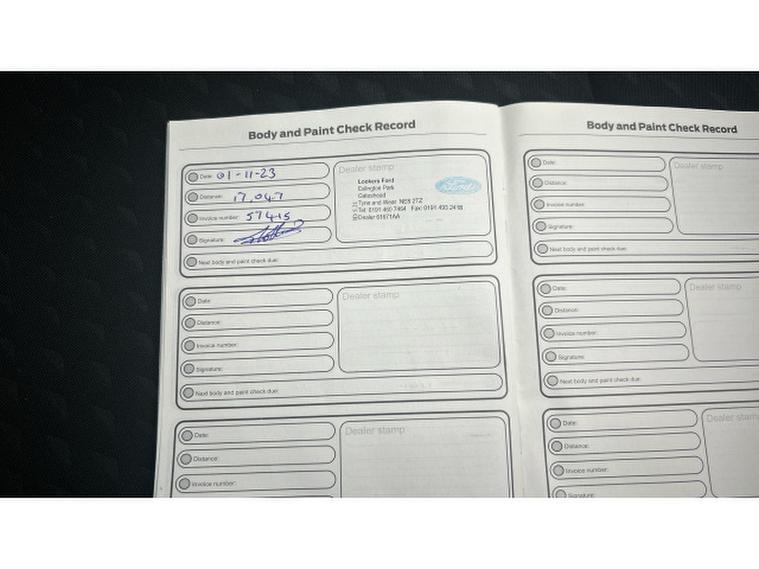 Body and Paint Check Record
Date: 01-11-23
Distance: 17,047
Invoice number: 57415
Signature:
Next body and paint check due:
Dealer stamp
Lookers Ford
Gateshead
Tyne and Wear NE8 2TZ
Tel: 0191 460 7464 Fax: 0191 493 2418
Ford
Date:
Distance:
Invoice number:
Signature:
Next body and paint check due:
Dealer stamp
Date:
Distance:
Invoice number:
Dealer stamp
Body and Paint Check Record
Date:
Distance:
Invoice number:
Signature:
Next body and paint check due:
Dealer stamp
Date:
Distance:
Invoice number:
Signature:
Next body and paint check due:
Dealer stamp
Date:
Distance:
Invoice number:
Signature:
Dealer stamp